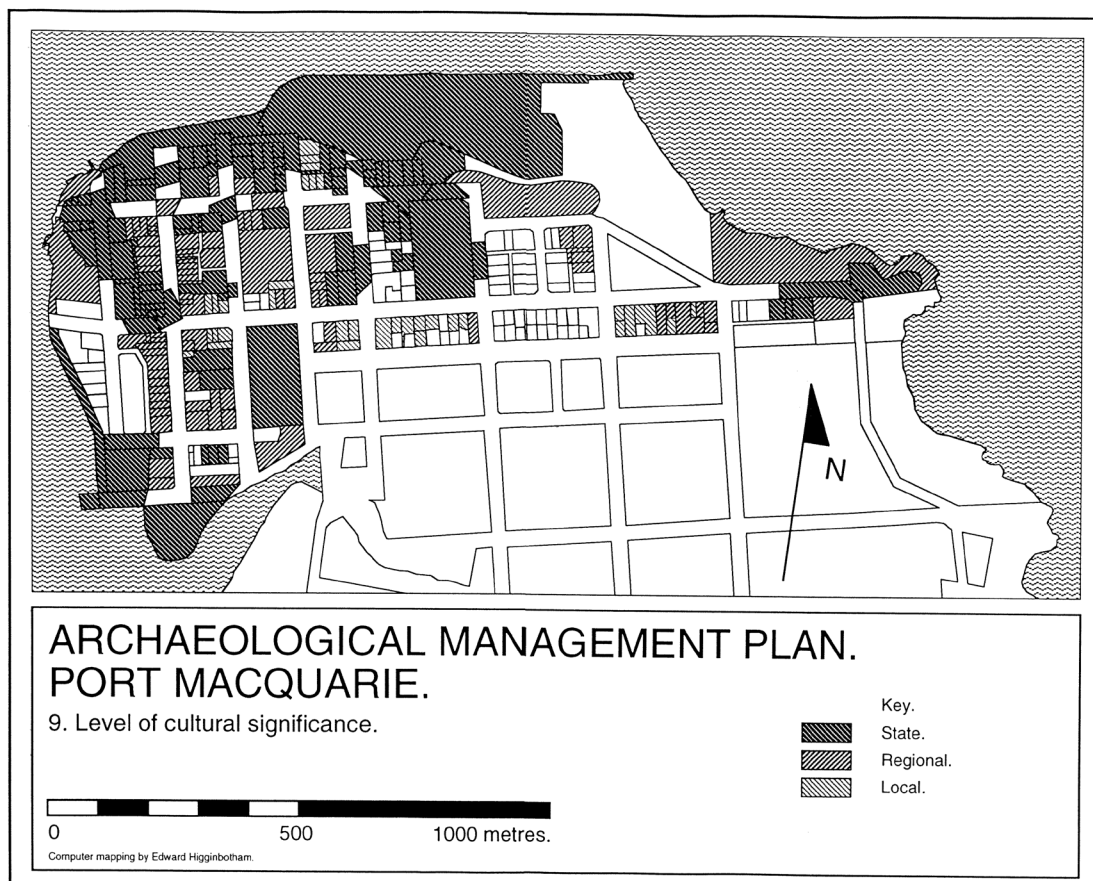 N
ARCHAEOLOGICAL MANAGEMENT PLAN.
PORT MACQUARIE.
9. Level of cultural significance.
Key.
State.
Regional.
Local.
0 500 1000 metres.
Computer mapping by Edward Higginbotham.